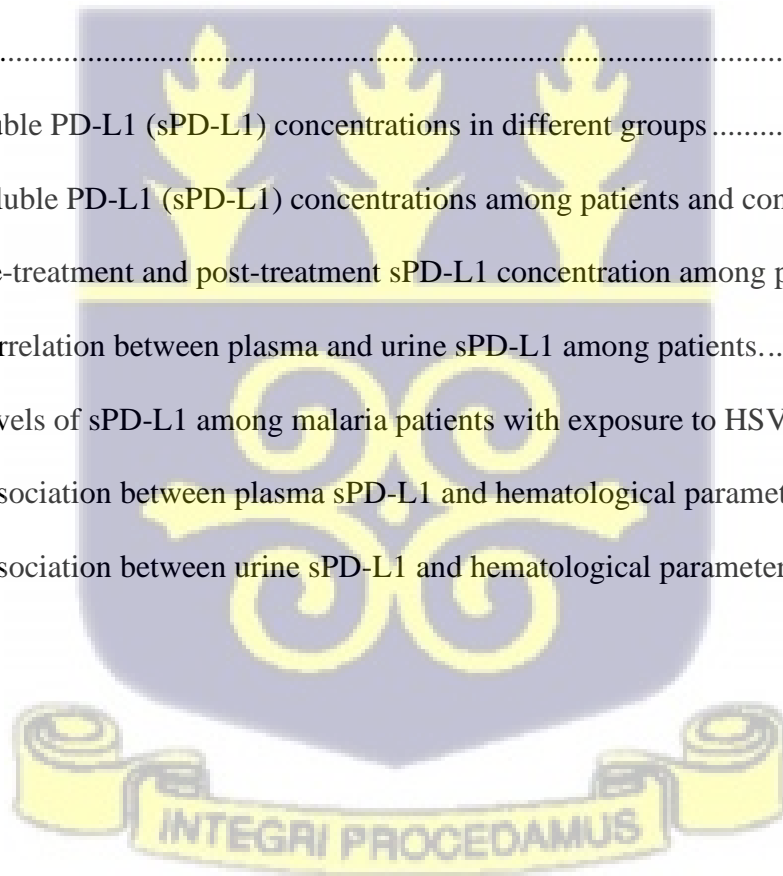 ................................................................................................
uble PD-L1 (sPD-L1) concentrations in different groups.........
luble PD-L1 (sPD-L1) concentrations among patients and con
e-treatment and post-treatment sPD-L1 concentration among p
rrelation between plasma and urine sPD-L1 among patients...
vels of sPD-L1 among malaria patients with exposure to HSV
sociation between plasma sPD-L1 and hematological paramet
sociation between urine sPD-L1 and hematological parameter
INTEGRI PROCEDAMUS